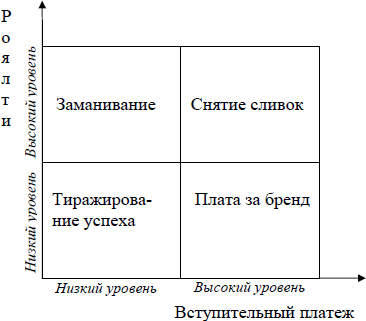 Роялти
Высокий уровень
Заманивание
Снятие сливок
Низкий уровень
Тиражирова-
ние успеха
Плата за бренд
Низкий уровень
Высокий уровень
Вступительный платеж